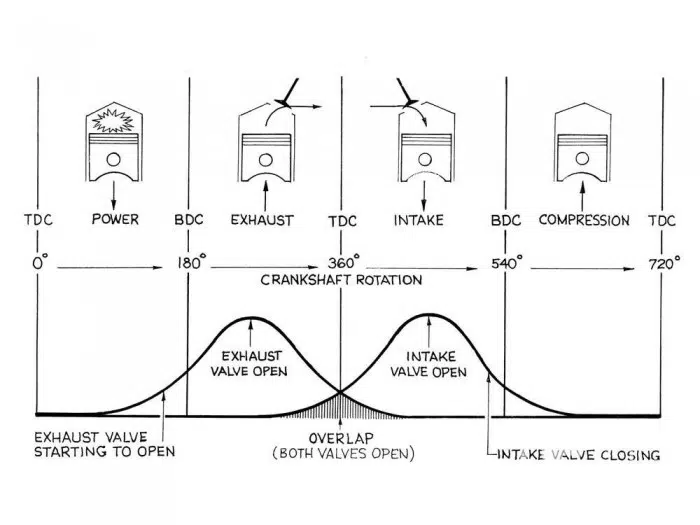 TDC POWER BDC EXHAUST TDC INTAKE BDC COMPRESSION TDC
0° 180° 360° 540° 720°
CRANKSHAFT ROTATION
EXHAUST
VALVE OPEN
INTAKE
VALVE OPEN
EXHAUST VALVE
STARTING TO OPEN
OVERLAP
(BOTH VALVES OPEN)
INTAKE VALVE CLOSING